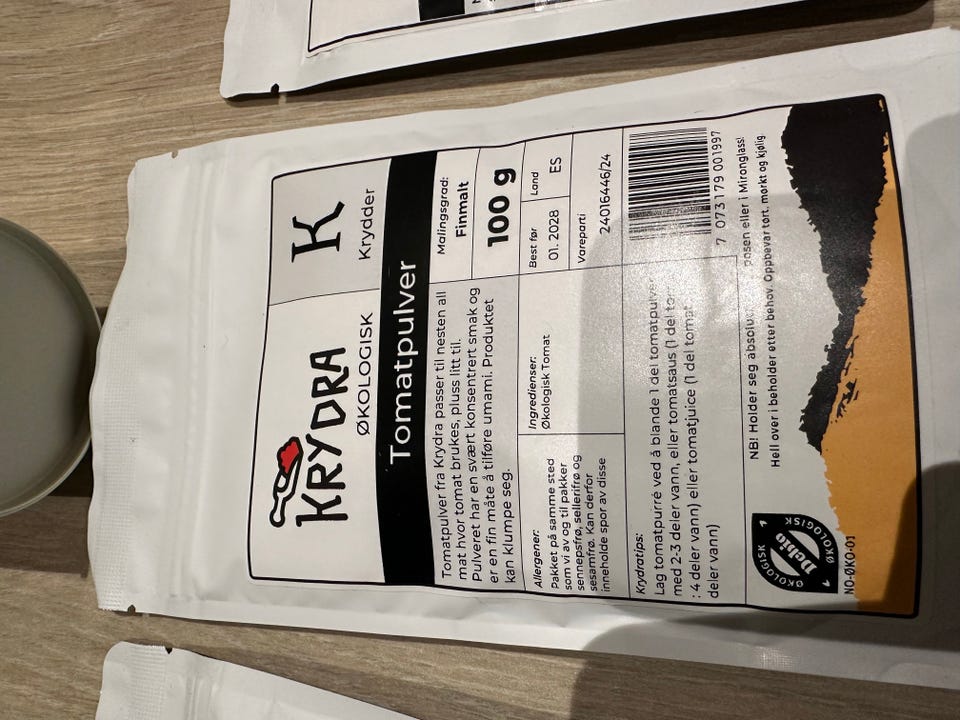 KRYDRA
ØKOLOGISK
K
Krydder
Tomatpulver
Tomatpulver fra Krydra passer til nesten all
mat hvor tomat brukes, pluss litt til.
Pulveret har en svært konsentrert smak og
er en fin måte å tilføre umami. Produktet
kan klumpe seg.
Malingsgrad:
Finmalt
100 g
Best før
01. 2028
Land
ES
Vareparti
24016446/24
Allergener:
Pakket på samme sted
som vi av og til pakker
sennepsfrø, sellerifrø og
sesamfrø. Kan derfor
inneholde spor av disse
Ingredienser:
Økologisk Tomat
Krydratips:
Lag tomatpurré ved å blande 1 del tomatpulver
med 2-3 deler vann, eller tomatsaus (1 del
: 4 deler vann) eller tomatjuice (1 del tomat
deler vann)
7 073179 001997
NB! Holder seg posen eller i Mironglass!
Hell over i beholder etter behov. Oppbevar tørt, mørkt og kjølig.
ØKOLOGISK
Debio
ØKOLOGISK
NO-ØKO-01